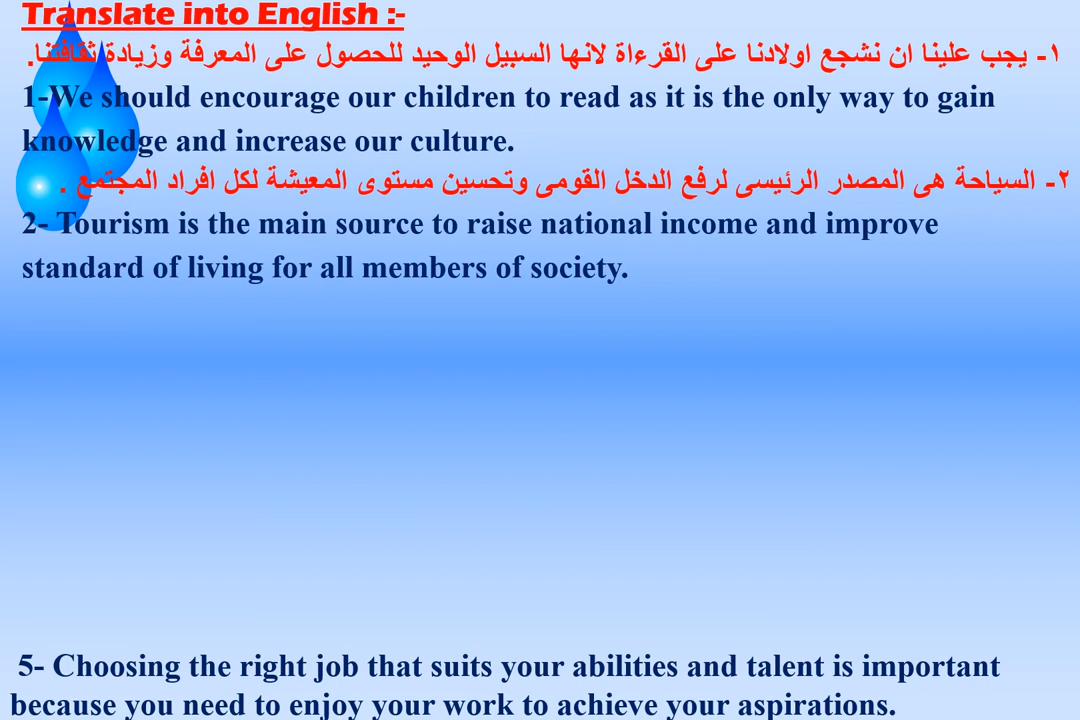 Translate into English :-
١- يجب علينا ان نشجع اولادنا على القرءاة لانها السبيل الوحيد للحصول على المعرفة وزيادة ثقافتنا.
1-We should encourage our children to read as it is the only way to gain
knowledge and increase our culture.
٢- السياحة هى المصدر الرئيسى لرفع الدخل القومى وتحسين مستوى المعيشة لكل افراد المجتمع .
2- Tourism is the main source to raise national income and improve
standard of living for all members of society.
5- Choosing the right job that suits your abilities and talent is important
because you need to enjoy your work to achieve your aspirations.